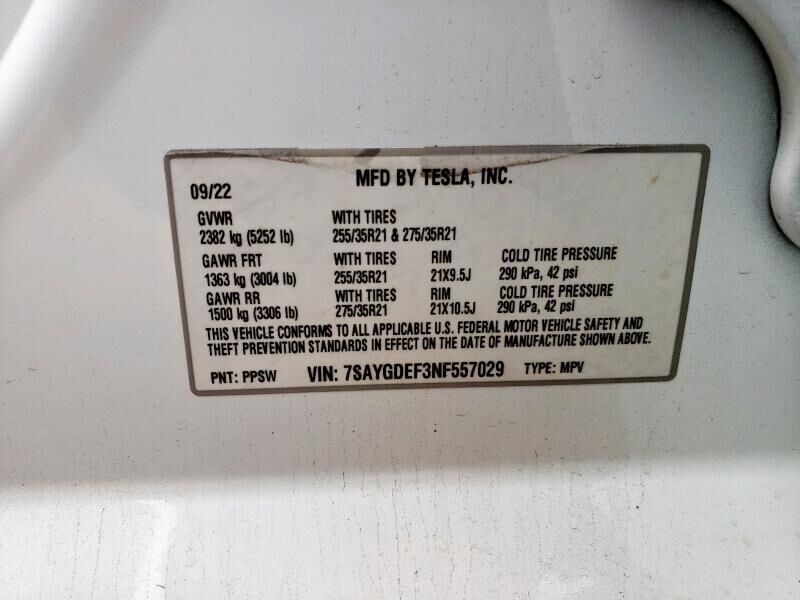 MFD BY TESLA, INC.
09/22
GVWR WITH TIRES
2382 kg (5252 lb) 255/35R21 & 275/35R21
GAWR FRT WITH TIRES RIM COLD TIRE PRESSURE
1363 kg (3004 lb) 255/35R21 21X9.5J 290 kPa, 42 psi
GAWR RR WITH TIRES RIM COLD TIRE PRESSURE
1500 kg (3306 lb) 275/35R21 21X10.5J 290 kPa, 42 psi
THIS VEHICLE CONFORMS TO ALL APPLICABLE U.S. FEDERAL MOTOR VEHICLE SAFETY AND
THEFT PREVENTION STANDARDS IN EFFECT ON THE DATE OF MANUFACTURE SHOWN ABOVE.
PNT: PPSW VIN: 7SAYGDEF3NF557029 TYPE: MPV